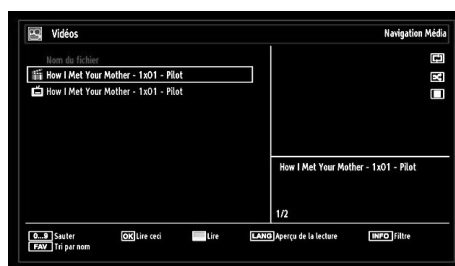 Vidéos
Navigation Média
Nom du fichier
How I Met Your Mother - 1x01 - Pilot
How I Met Your Mother - 1x01 - Pilot
How I Met Your Mother - 1x01 - Pilot
1/2
0...9 Sauter OK Lire ceci Lire LANG Aperçu de la lecture INFO Filtre
FAV Tri par nom